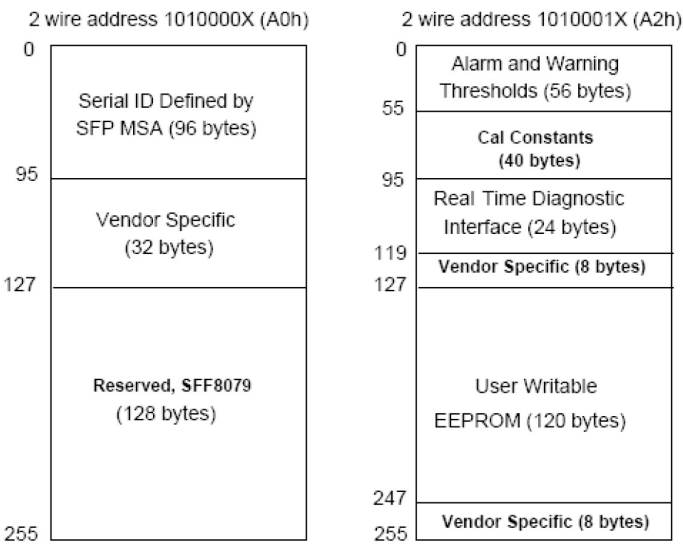 2 wire address 1010000X (A0h)
0
Serial ID Defined by
SFP MSA (96 bytes)
95
Vendor Specific
(32 bytes)
127
Reserved, SFF8079
(128 bytes)
255
2 wire address 1010001X (A2h)
0
Alarm and Warning
Thresholds (56 bytes)
55
Cal Constants
(40 bytes)
95
Real Time Diagnostic
Interface (24 bytes)
119
Vendor Specific (8 bytes)
127
User Writable
EEPROM (120 bytes)
247
Vendor Specific (8 bytes)
255